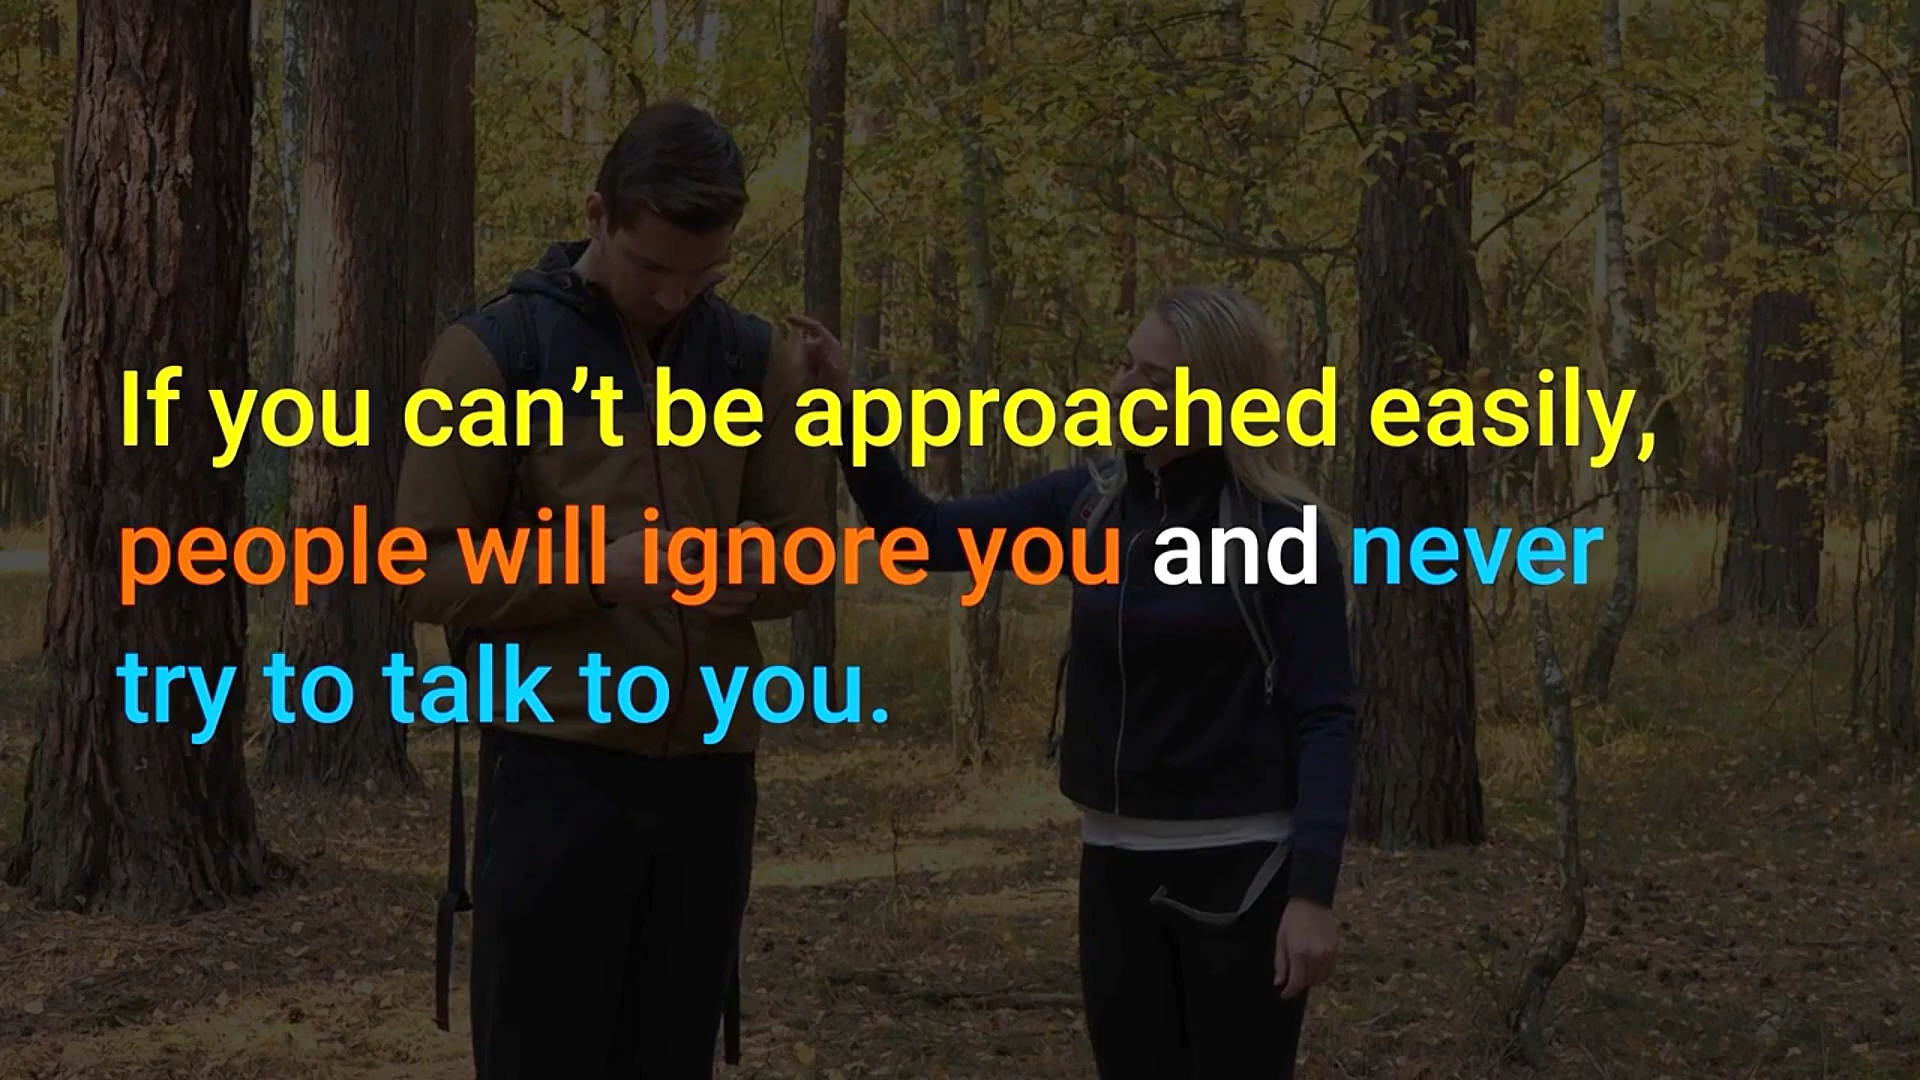 If you can’t be approached easily,
people will ignore you and never
try to talk to you.